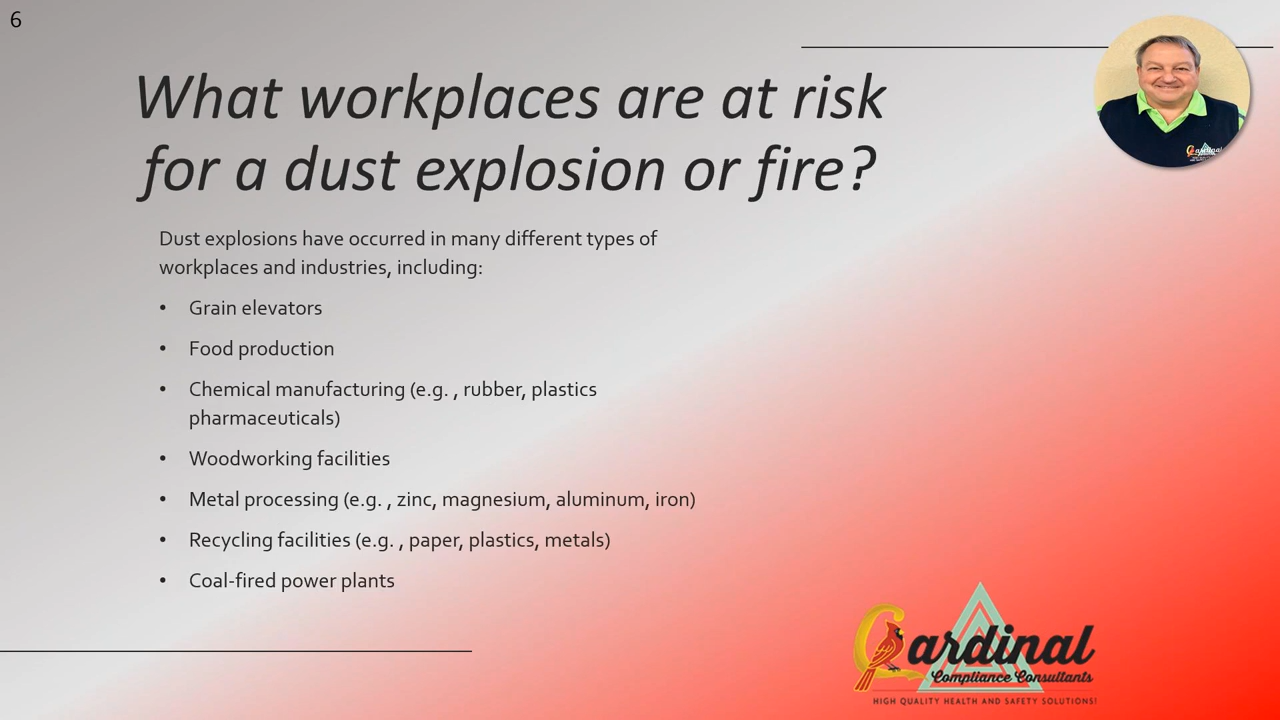 6
What workplaces are at risk
for a dust explosion or fire?
Dust explosions have occurred in many different types of
workplaces and industries, including:
• Grain elevators
• Food production
• Chemical manufacturing (e.g. , rubber, plastics
pharmaceuticals)
• Woodworking facilities
• Metal processing (e.g. , zinc, magnesium, aluminum, iron)
• Recycling facilities (e.g. , paper, plastics, metals)
• Coal-fired power plants
Cardinal
Compliance Consultants
HIGH QUALITY HEALTH AND SAFETY SOLUTIONS!
Cardinal